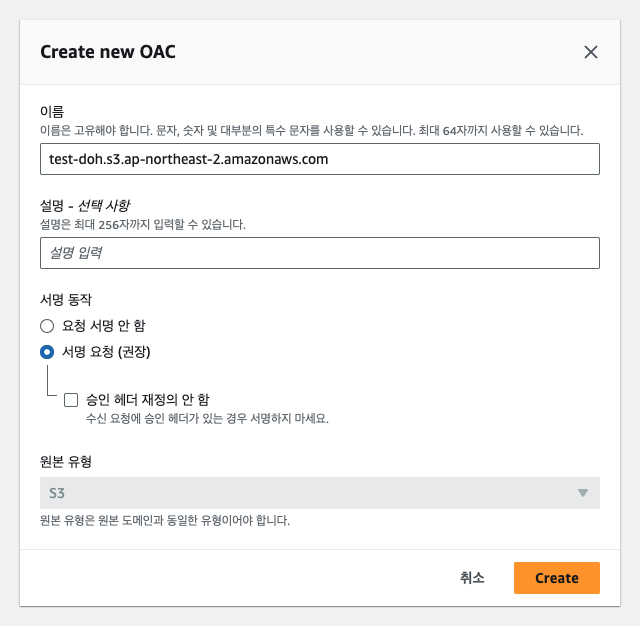 Create new OAC
이름
이름은 고유해야 합니다. 문자, 숫자 및 대부분의 특수 문자를 사용할 수 있습니다. 최대 64자까지 사용할 수 있습니다.
test-doh.s3.ap-northeast-2.amazonaws.com
설명 - 선택 사항
설명은 최대 256자까지 입력할 수 있습니다.
설명 입력
서명 동작
요청 서명 안 함
서명 요청 (권장)
승인 헤더 재정의 안 함
수신 요청에 승인 헤더가 있는 경우 서명하지 마세요.
원본 유형
S3
원본 유형은 원본 도메인과 동일한 유형이어야 합니다.
취소 Create